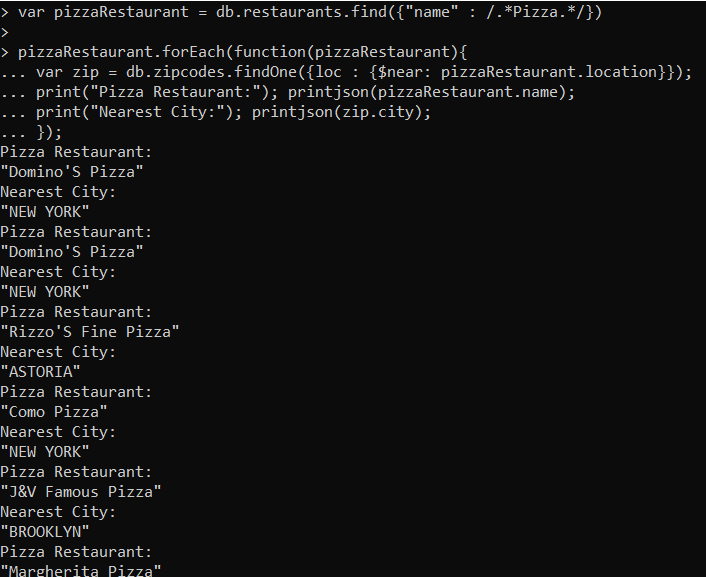 > var pizzaRestaurant = db.restaurants.find({"name" : /.*Pizza.*/})
>
> pizzaRestaurant.forEach(function(pizzaRestaurant){
... var zip = db.zipcodes.findOne({loc : {$near: pizzaRestaurant.location}});
... print("Pizza Restaurant:"); printjson(pizzaRestaurant.name);
... print("Nearest City:"); printjson(zip.city);
... });
Pizza Restaurant:
"Domino'S Pizza"
Nearest City:
"NEW YORK"
Pizza Restaurant:
"Domino'S Pizza"
Nearest City:
"NEW YORK"
Pizza Restaurant:
"Rizzo'S Fine Pizza"
Nearest City:
"ASTORIA"
Pizza Restaurant:
"Como Pizza"
Nearest City:
"NEW YORK"
Pizza Restaurant:
"J&V Famous Pizza"
Nearest City:
"BROOKLYN"
Pizza Restaurant:
"Margherita Pizza"